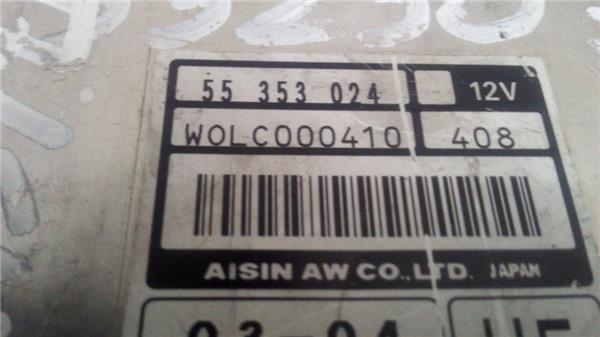 55 353 024 12V
WOLC000410 408
AISIN AW CO.,LTD. JAPAN